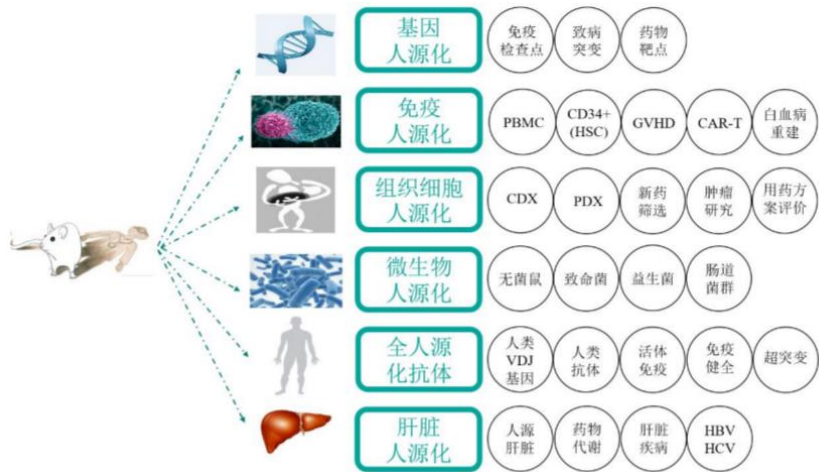 基因
人源化
免疫
检查点
致病
突变
药物
靶点
免疫
人源化
PBMC
CD34+
(HSC)
GVHD
CAR-T
白血病
重建
组织细胞
人源化
CDX
PDX
新药
筛选
肿瘤
研究
用药方
案评价
微生物
人源化
无菌鼠
致命菌
益生菌
肠道
菌群
全人源
化抗体
人类
VDJ
基因
人类
抗体
活体
免疫
免疫
健全
超突变
肝脏
人源化
人源
肝脏
药物
代谢
肝脏
疾病
HBV
HCV